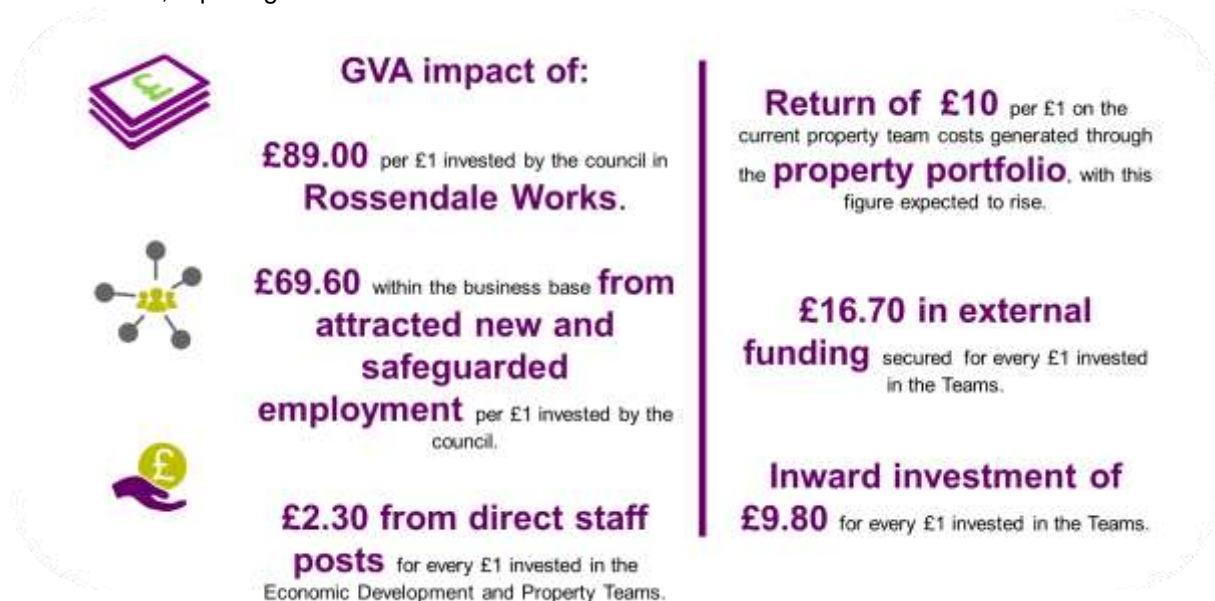 GVA impact of:
£89.00 per £1 invested by the council in
Rossendale Works.
£69.60 within the business base from
attracted new and
safeguarded
employment per £1 invested by the
council.
£2.30 from direct staff
posts for every £1 invested in the
Economic Development and Property Teams.
Return of £10 per £1 on the
current property team costs generated through
the property portfolio, with this
figure expected to rise.
£16.70 in external
funding secured for every £1 invested
in the Teams.
Inward investment of
£9.80 for every £1 invested in the Teams.